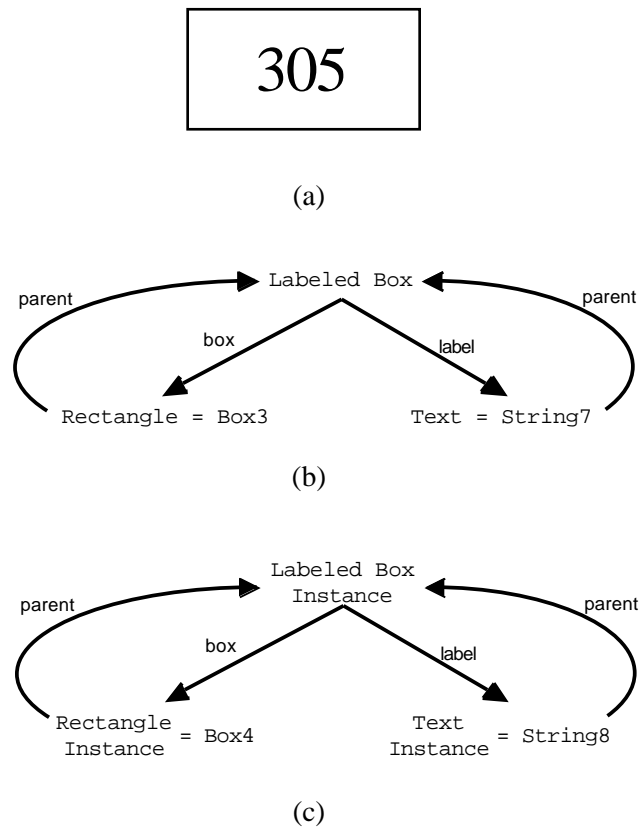 305
(a)
Labeled Box
parent
parent
box
label
Rectangle = Box3
Text = String7
(b)
Labeled Box
Instance
parent
parent
box
label
Rectangle
Instance = Box4
Text
Instance = String8
(c)